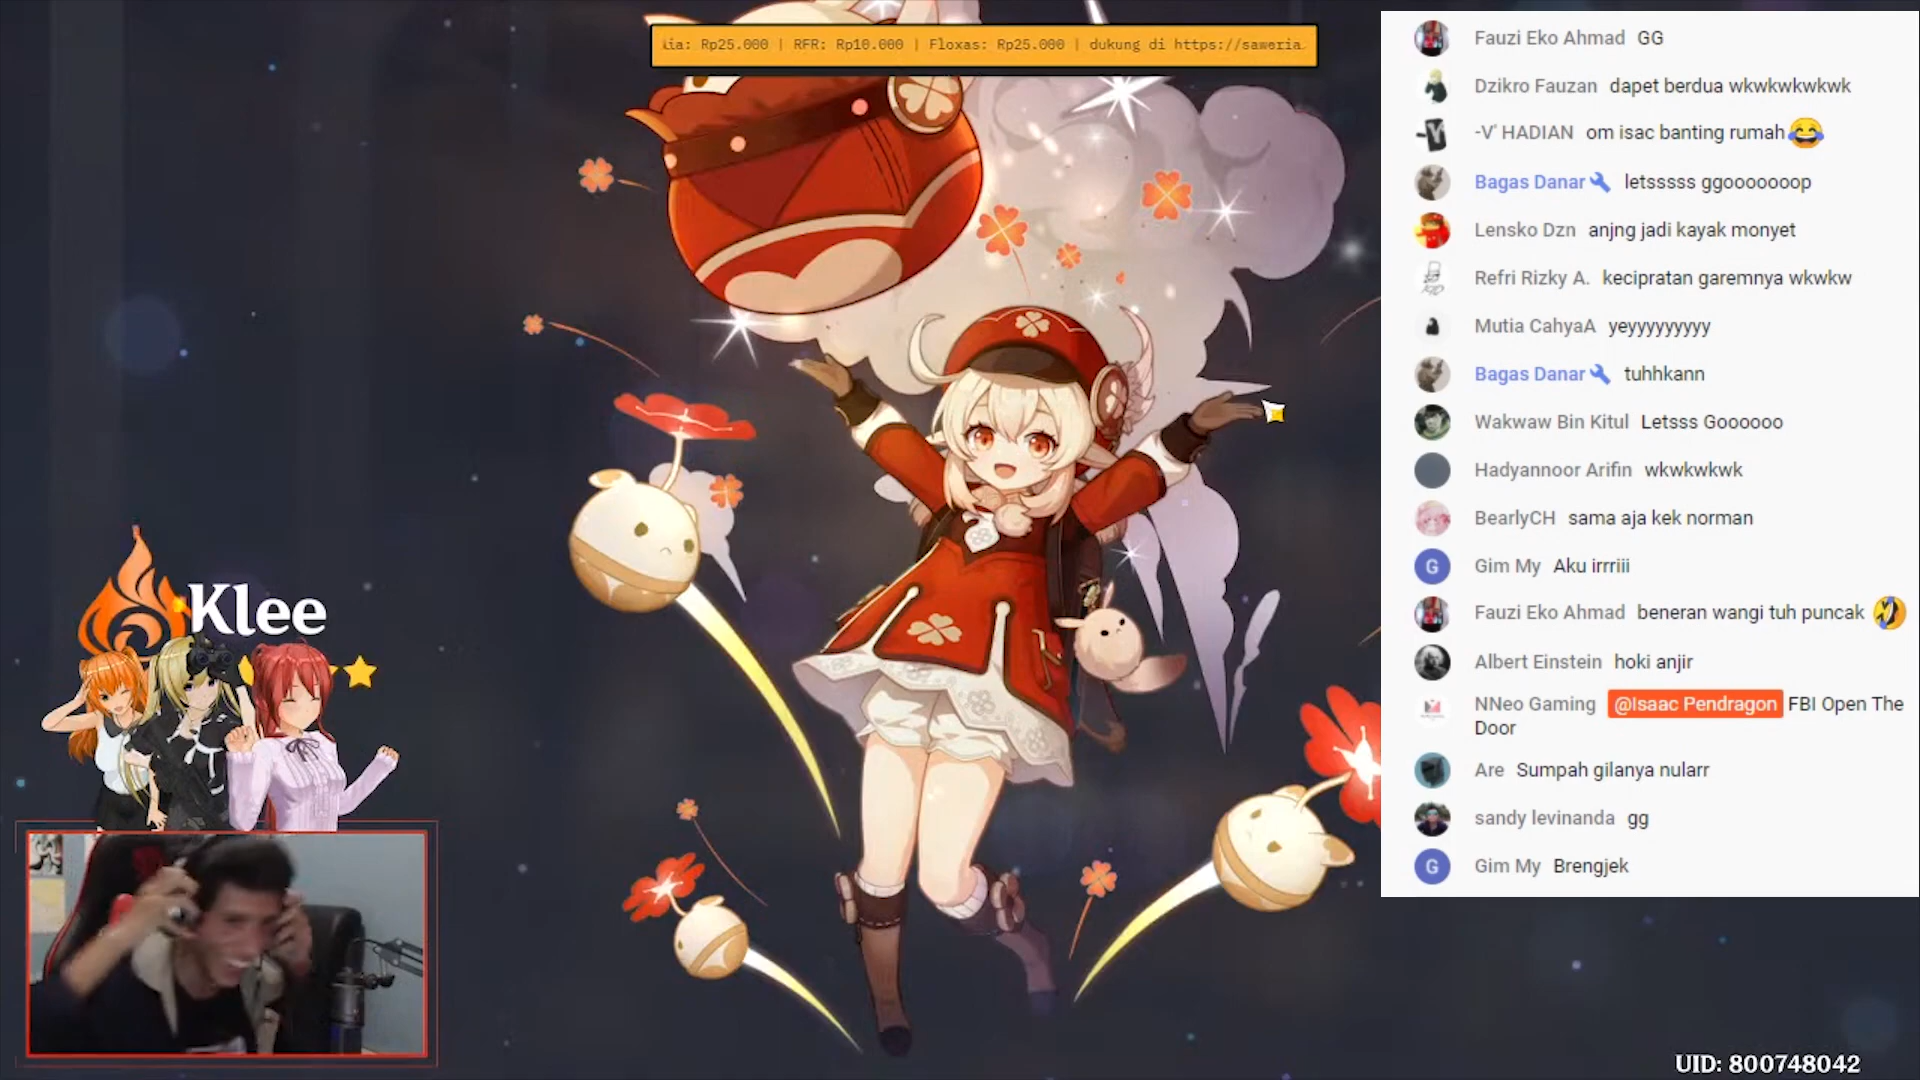 ia: Rp25.000 | RFR: Rp10.000 | Floxas: Rp25.000 | dukung di https://saweria.
Fauzi Eko Ahmad GG
Dzikro Fauzan dapet berdua wkwkwkwkwk
-V' HADIAN om isac banting rumah😂
Bagas Danar letsssss ggooooooop
Lensko Dzn anjng jadi kayak monyet
Refri Rizky A. kecipratan garemnya wkwkw
Mutia CahyaA yeyyyyyyyyy
Bagas Danar tuhhkann
Wakwaw Bin Kitul Letsss Goooooo
Hadyannoor Arifin wkwkwkwk
BearlyCH sama aja kek norman
G Gim My Aku irrriii
Fauzi Eko Ahmad beneran wangi tuh puncak 🤣
Albert Einstein hoki anjir
NNeo Gaming @Isaac Pendragon FBI Open The
Door
Are Sumpah gilanya nularr
sandy levinanda gg
G Gim My Brengjek
Klee
UID: 800748042